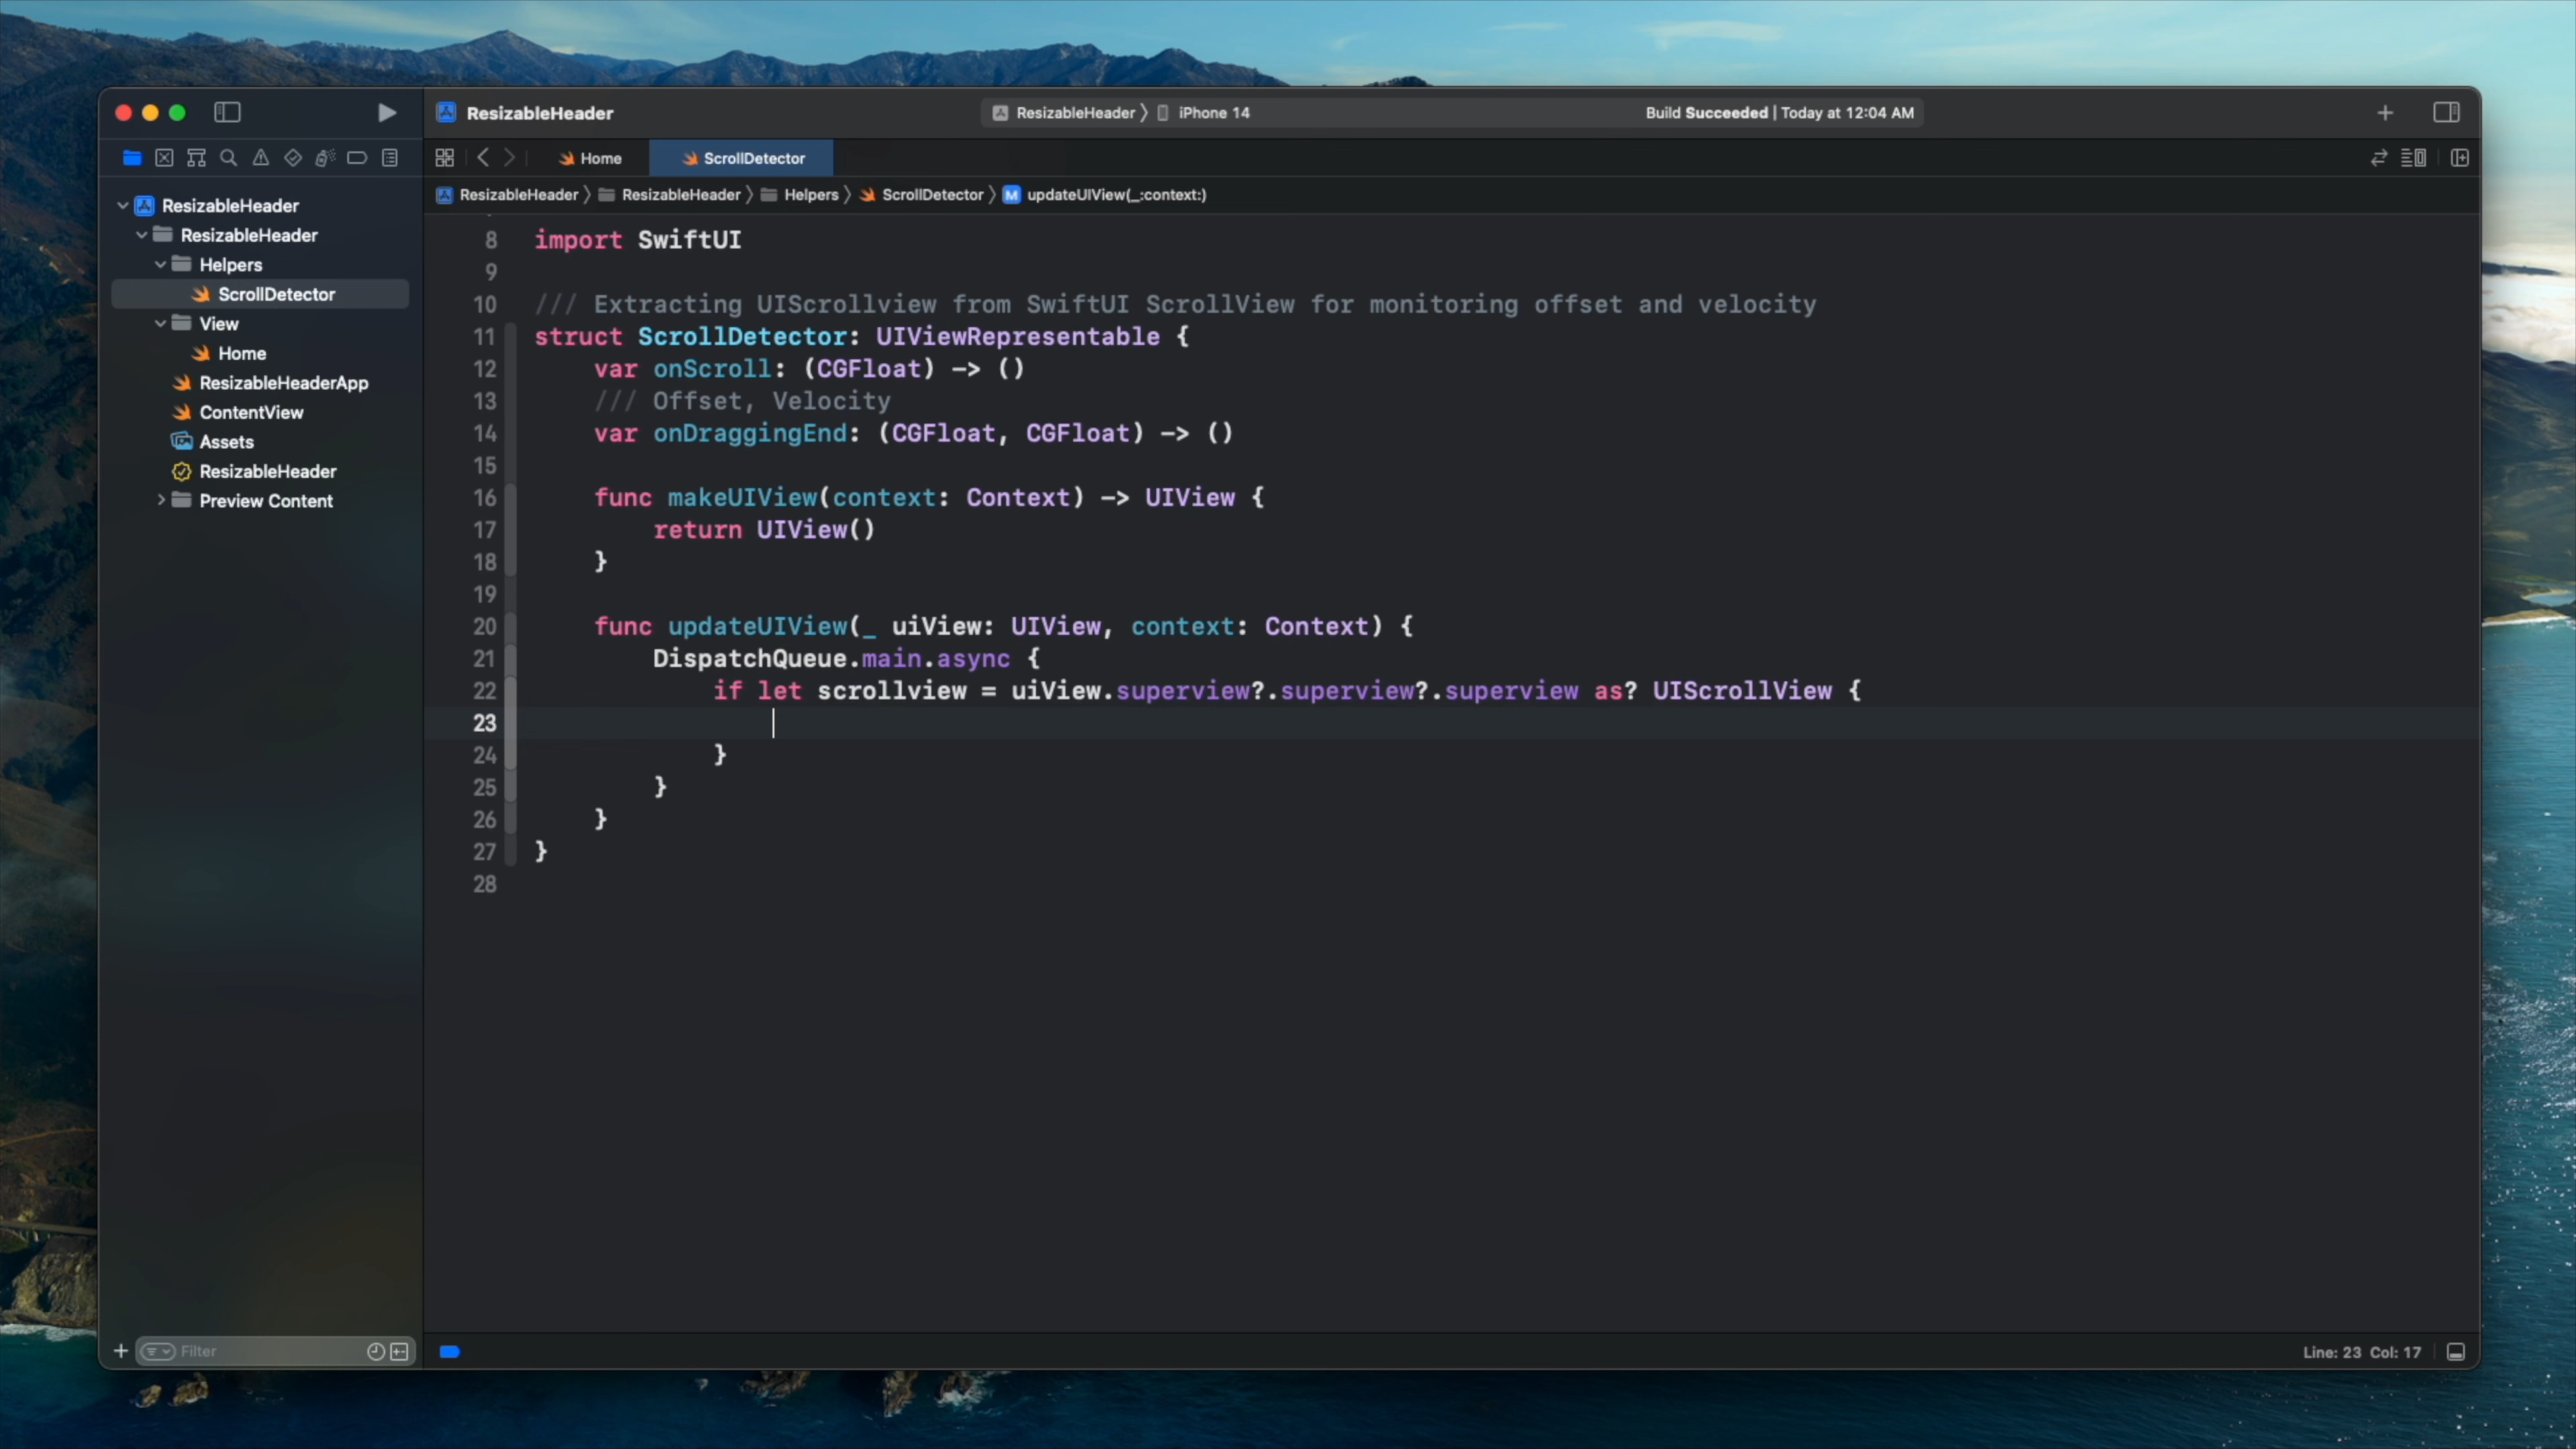 ResizableHeader
ResizableHeader 〉 iPhone 14
Build Succeeded | Today at 12:04 AM
Home
ScrollDetector
ResizableHeader 〉 ResizableHeader 〉 Helpers 〉 ScrollDetector 〉 M updateUIView(_:context:)
ResizableHeader
ResizableHeader
Helpers
ScrollDetector
View
Home
ResizableHeaderApp
ContentView
Assets
ResizableHeader
Preview Content
Filter
8 import SwiftUI
9
10 /// Extracting UIScrollview from SwiftUI ScrollView for monitoring offset and velocity
11 struct ScrollDetector: UIViewRepresentable {
12 var onScroll: (CGFloat) -> ()
13 /// Offset, Velocity
14 var onDraggingEnd: (CGFloat, CGFloat) -> ()
15
16 func makeUIView(context: Context) -> UIView {
17 return UIView()
18 }
19
20 func updateUIView(_ uiView: UIView, context: Context) {
21 DispatchQueue.main.async {
22 if let scrollview = uiView.superview?.superview?.superview as? UIScrollView {
23
24 }
25 }
26 }
27 }
28
Line: 23 Col: 17